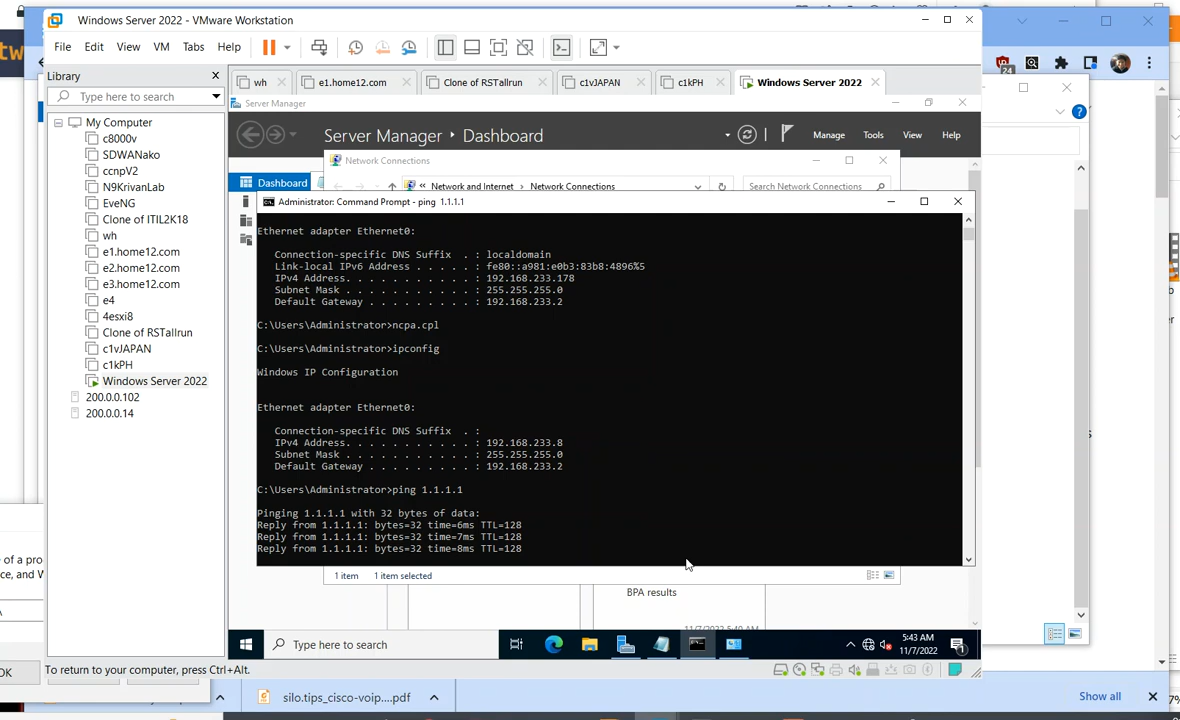 Windows Server 2022 - VMware Workstation
File Edit View VM Tabs Help
Library
Type here to search
My Computer
c8000v
SDWANako
ccnpV2
N9KrivanLab
EveNG
Clone of ITIL2K18
wh
e1.home12.com
e2.home12.com
e3.home12.com
e4
4esxi8
Clone of RSTallrun
c1vJAPAN
c1kPH
Windows Server 2022
200.0.0.102
200.0.0.14
wh e1.home12.com Clone of RSTallrun c1vJAPAN c1kPH Windows Server 2022
Server Manager
Server Manager Dashboard
Manage Tools View Help
Dashboard
Network Connections
« Network and Internet Network Connections
Search Network Connections
Administrator: Command Prompt - ping 1.1.1.1
Ethernet adapter Ethernet0:
Connection-specific DNS Suffix . : localdomain
Link-local IPv6 Address . . . . . : fe80::a981:e0b3:83b8:4896%5
IPv4 Address. . . . . . . . . . . : 192.168.233.178
Subnet Mask . . . . . . . . . . . : 255.255.255.0
Default Gateway . . . . . . . . . : 192.168.233.2
C:\Users\Administrator>ncpa.cpl
C:\Users\Administrator>ipconfig
Windows IP Configuration
Ethernet adapter Ethernet0:
Connection-specific DNS Suffix . :
IPv4 Address. . . . . . . . . . . : 192.168.233.8
Subnet Mask . . . . . . . . . . . : 255.255.255.0
Default Gateway . . . . . . . . . : 192.168.233.2
C:\Users\Administrator>ping 1.1.1.1
Pinging 1.1.1.1 with 32 bytes of data:
Reply from 1.1.1.1: bytes=32 time=6ms TTL=128
Reply from 1.1.1.1: bytes=32 time=7ms TTL=128
Reply from 1.1.1.1: bytes=32 time=8ms TTL=128
1 item 1 item selected
BPA results
11/7/2022 5:40 AM
Type here to search
5:43 AM
11/7/2022
To return to your computer, press Ctrl+Alt.
24
tw
e of a pro
ce, and W
OK
silo.tips_cisco-voip....pdf
Show all